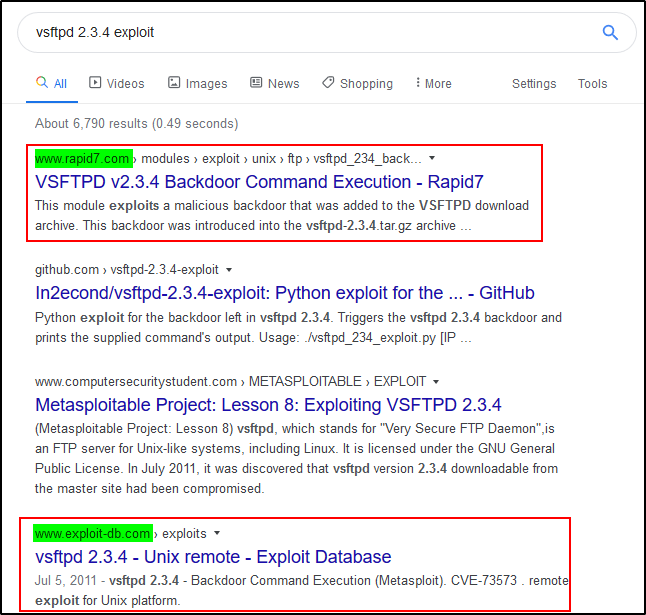 vsftpd 2.3.4 exploit
All Videos Images News Shopping More Settings Tools
About 6,790 results (0.49 seconds)
www.rapid7.com › modules › exploit › unix › ftp › vsftpd_234_back...
VSFTPD v2.3.4 Backdoor Command Execution - Rapid7
This module exploits a malicious backdoor that was added to the VSFTPD download
archive. This backdoor was introduced into the vsftpd-2.3.4.tar.gz archive ...
github.com › vsftpd-2.3.4-exploit
In2econd/vsftpd-2.3.4-exploit: Python exploit for the ... - GitHub
Python exploit for the backdoor left in vsftpd 2.3.4. Triggers the vsftpd 2.3.4 backdoor and
prints the supplied command's output. Usage: ./vsftpd_234_exploit.py [IP ...
www.computersecuritystudent.com › METASPLOITABLE › EXPLOIT
Metasploitable Project: Lesson 8: Exploiting VSFTPD 2.3.4
(Metasploitable Project: Lesson 8) vsftpd, which stands for "Very Secure FTP Daemon",is
an FTP server for Unix-like systems, including Linux. It is licensed under the GNU General
Public License. In July 2011, it was discovered that vsftpd version 2.3.4 downloadable from
the master site had been compromised.
www.exploit-db.com › exploits
vsftpd 2.3.4 - Unix remote - Exploit Database
Jul 5, 2011 - vsftpd 2.3.4 - Backdoor Command Execution (Metasploit). CVE-73573 . remote
exploit for Unix platform.